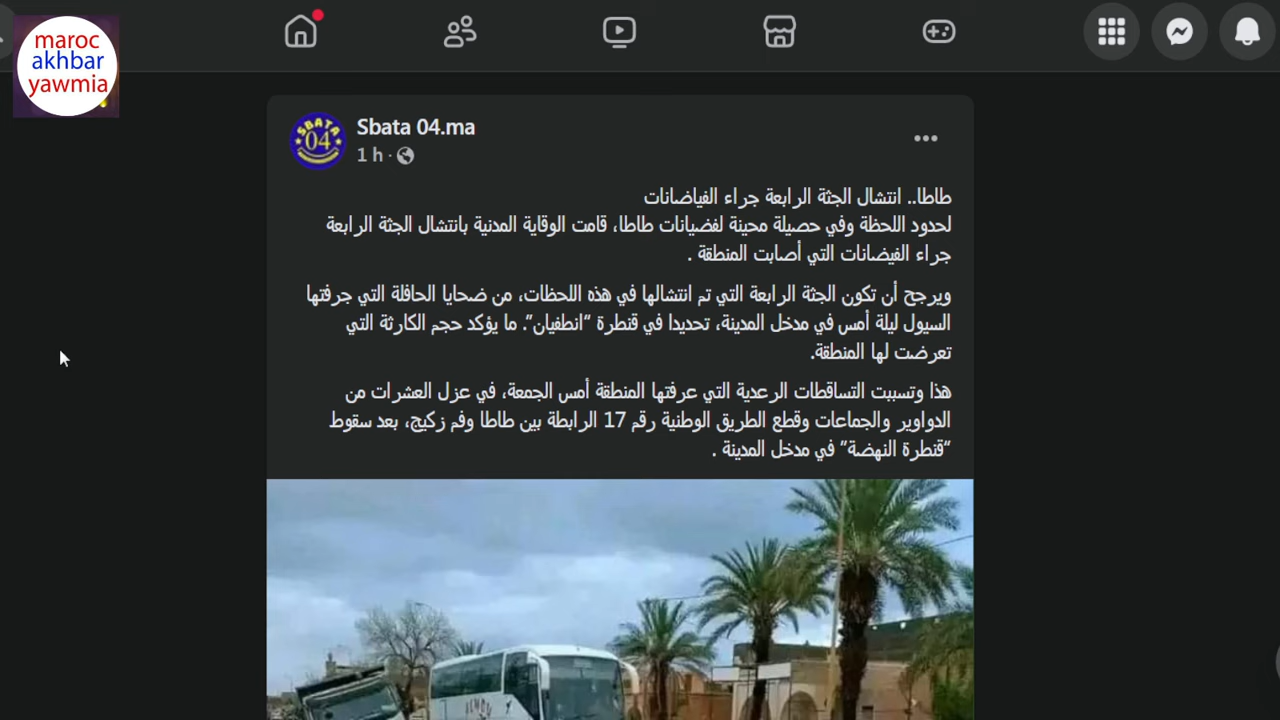 maroc
akhbar
yawmia
SBATA
04
Sbata 04.ma
1 h ·
طاطا.. انتشال الجثة الرابعة جراء الفياضانات
لحدود اللحظة وفي حصيلة محينة لفضيانات طاطا، قامت الوقاية المدنية بانتشال الجثة الرابعة
جراء الفيضانات التي أصابت المنطقة .
ويرجح أن تكون الجثة الرابعة التي تم انتشالها في هذه اللحظات، من ضحايا الحافلة التي جرفتها
السيول ليلة أمس في مدخل المدينة، تحديدا في قنطرة “انطفيان”. ما يؤكد حجم الكارثة التي
تعرضت لها المنطقة.
هذا وتسببت التساقطات الرعدية التي عرفتها المنطقة أمس الجمعة، في عزل العشرات من
الدواوير والجماعات وقطع الطريق الوطنية رقم 17 الرابطة بين طاطا وفم زكيج، بعد سقوط
“قنطرة النهضة” في مدخل المدينة .